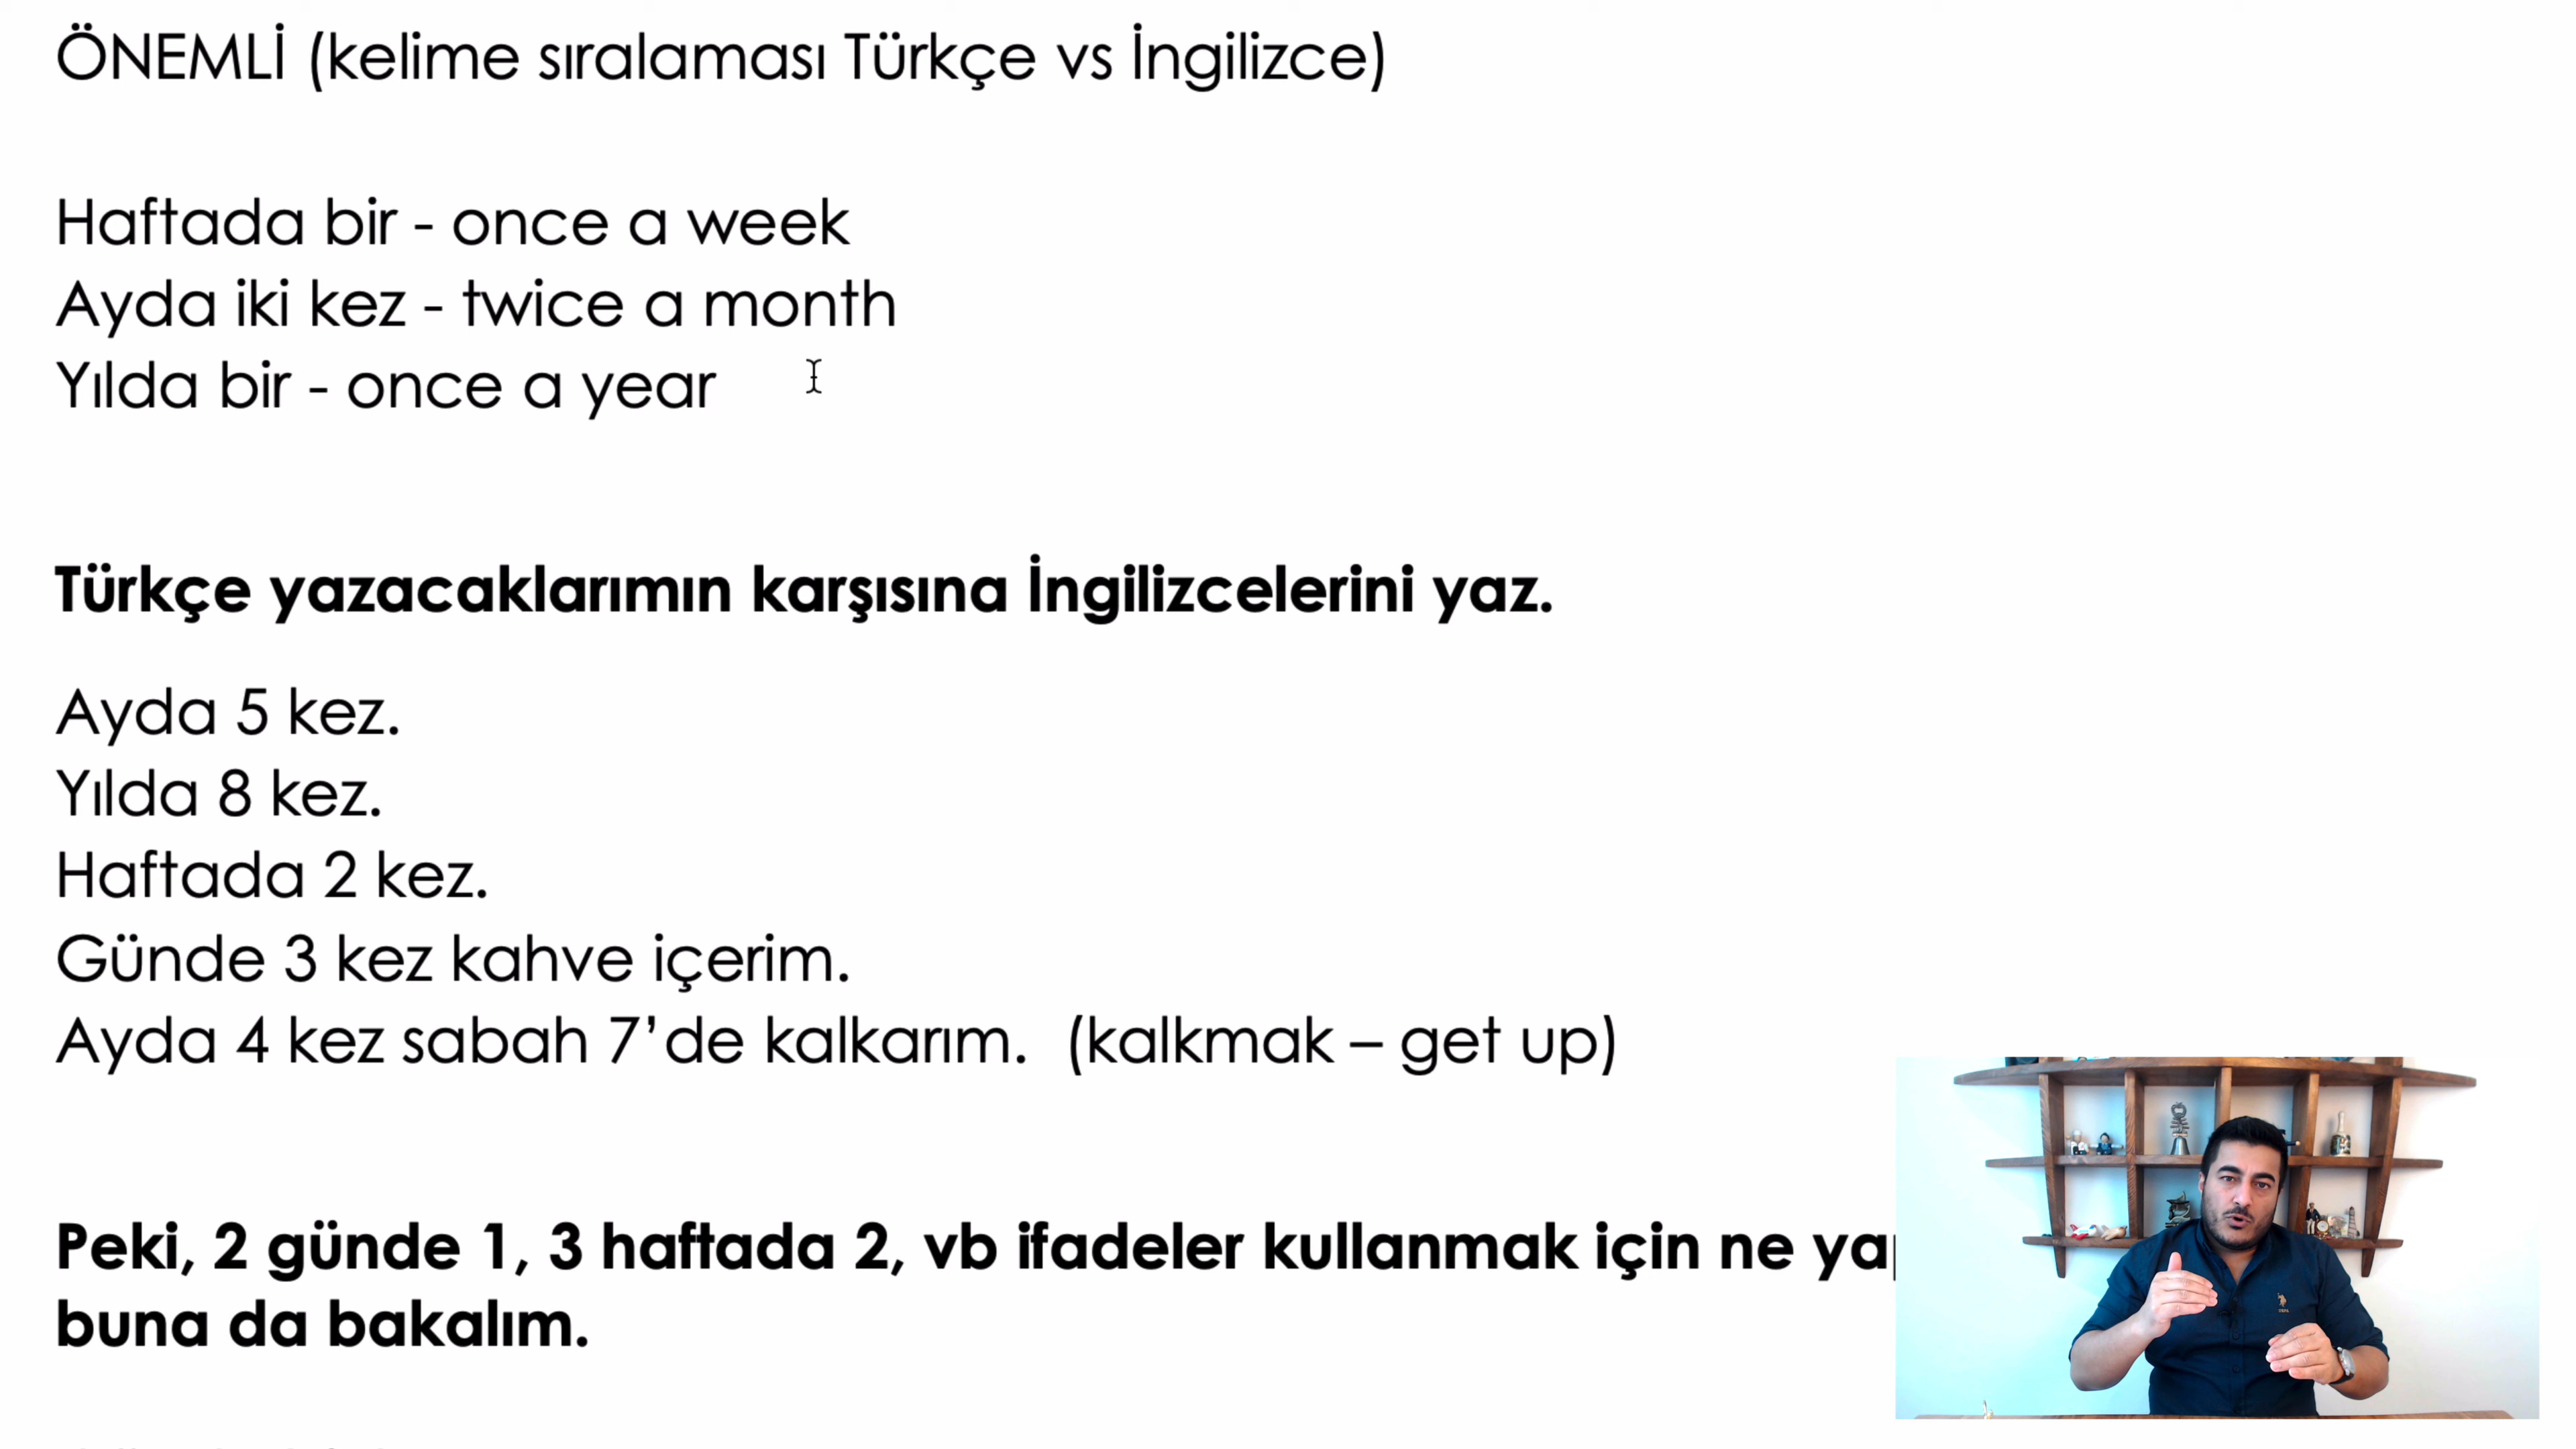 ÖNEMLİ (kelime sıralaması Türkçe vs İngilizce)
Haftada bir - once a week
Ayda iki kez - twice a month
Yılda bir - once a year
Türkçe yazacaklarımın karşısına İngilizcelerini yaz.
Ayda 5 kez.
Yılda 8 kez.
Haftada 2 kez.
Günde 3 kez kahve içerim.
Ayda 4 kez sabah 7’de kalkarım. (kalkmak – get up)
Peki, 2 günde 1, 3 haftada 2, vb ifadeler kullanmak için ne
buna da bakalım.